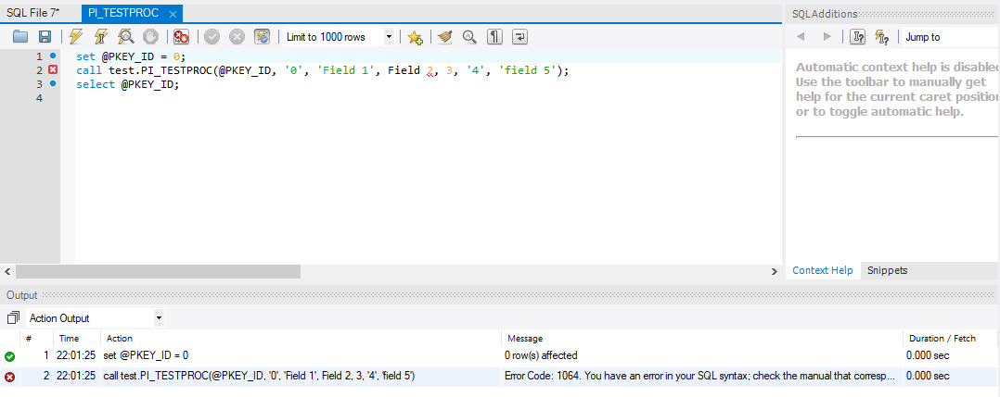 SQL File 7* PI_TESTPROC
SQLAdditions
Limit to 1000 rows
Jump to
1 set @PKEY_ID = 0;
2 call test.PI_TESTPROC(@PKEY_ID, '0', 'Field 1', Field 2, 3, '4', 'field 5');
3 select @PKEY_ID;
4
Automatic context help is disable
Use the toolbar to manually get
help for the current caret position
or to toggle automatic help.
Context Help Snippets
Output
Action Output
# Time Action Message Duration / Fetch
1 22:01:25 set @PKEY_ID = 0 0 row(s) affected 0.000 sec
2 22:01:25 call test.PI_TESTPROC(@PKEY_ID, '0', 'Field 1', Field 2, 3, '4', 'field 5') Error Code: 1064. You have an error in your SQL syntax; check the manual that corresp... 0.000 sec